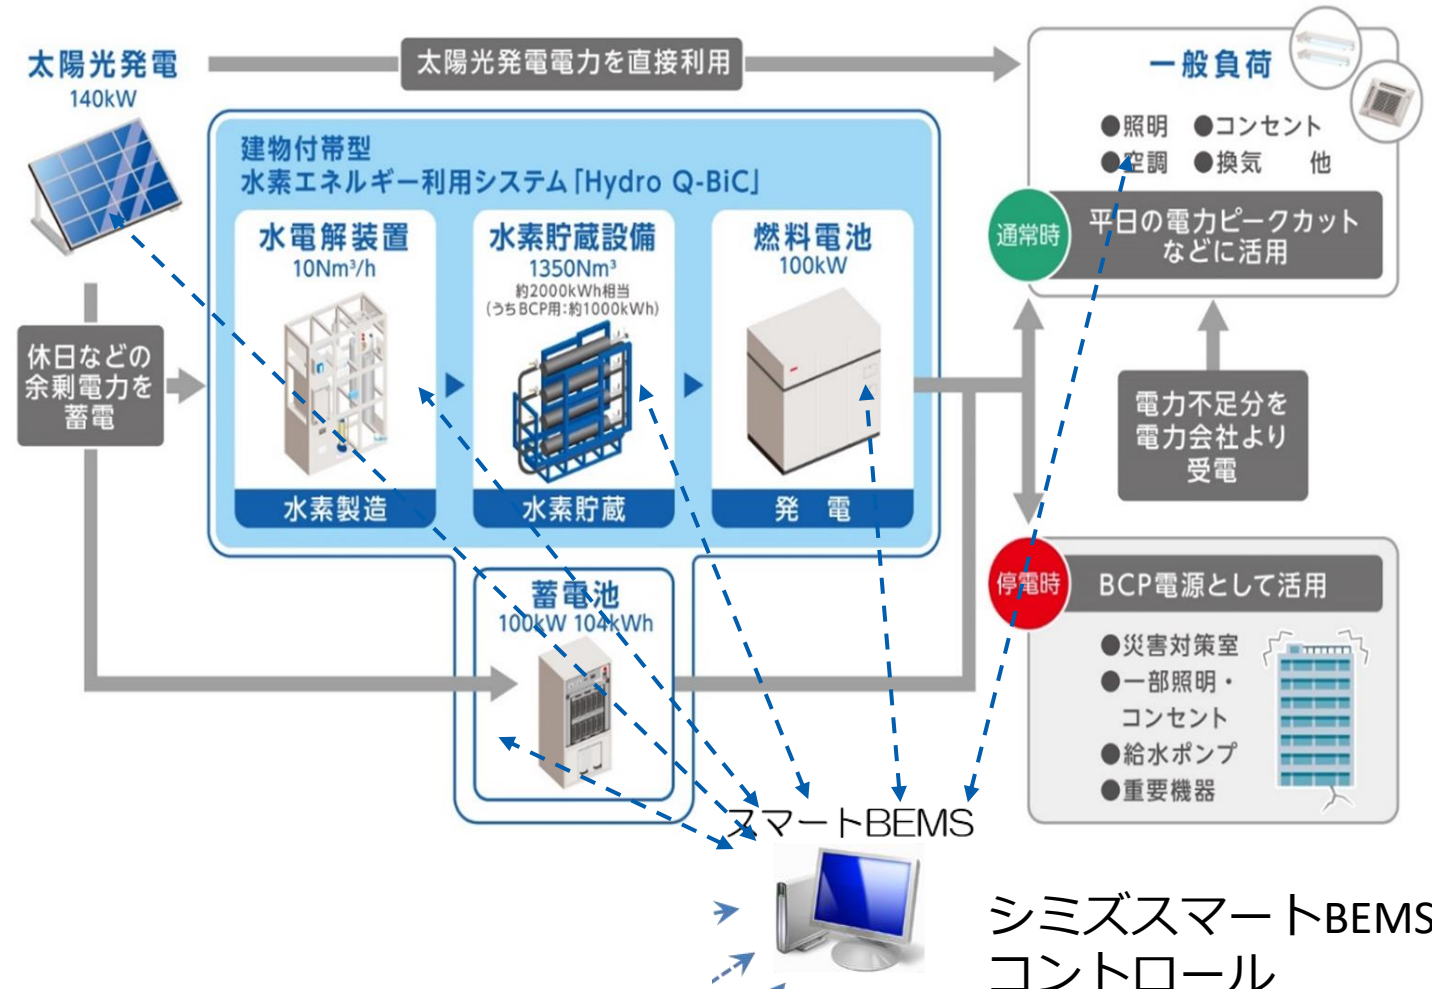 太陽光発電
140kW
太陽光発電電力を直接利用
一般負荷
●照明 ●コンセント
●空調 ●換気 他
通常時
平日の電力ピークカット
などに活用
建物付帯型
水素エネルギー利用システム「Hydro Q-BiC」
水電解装置
10Nm³/h
水素製造
水素貯蔵設備
1350Nm³
約2000kWh相当
(うちBCP用:約1000kWh)
水素貯蔵
燃料電池
100kW
発 電
休日などの
余剰電力を
蓄電
電力不足分を
電力会社より
受電
蓄電池
100kW 104kWh
停電時
BCP電源として活用
●災害対策室
●一部照明・
コンセント
●給水ポンプ
●重要機器
スマートBEMS
シミズスマートBEMS
コントロール